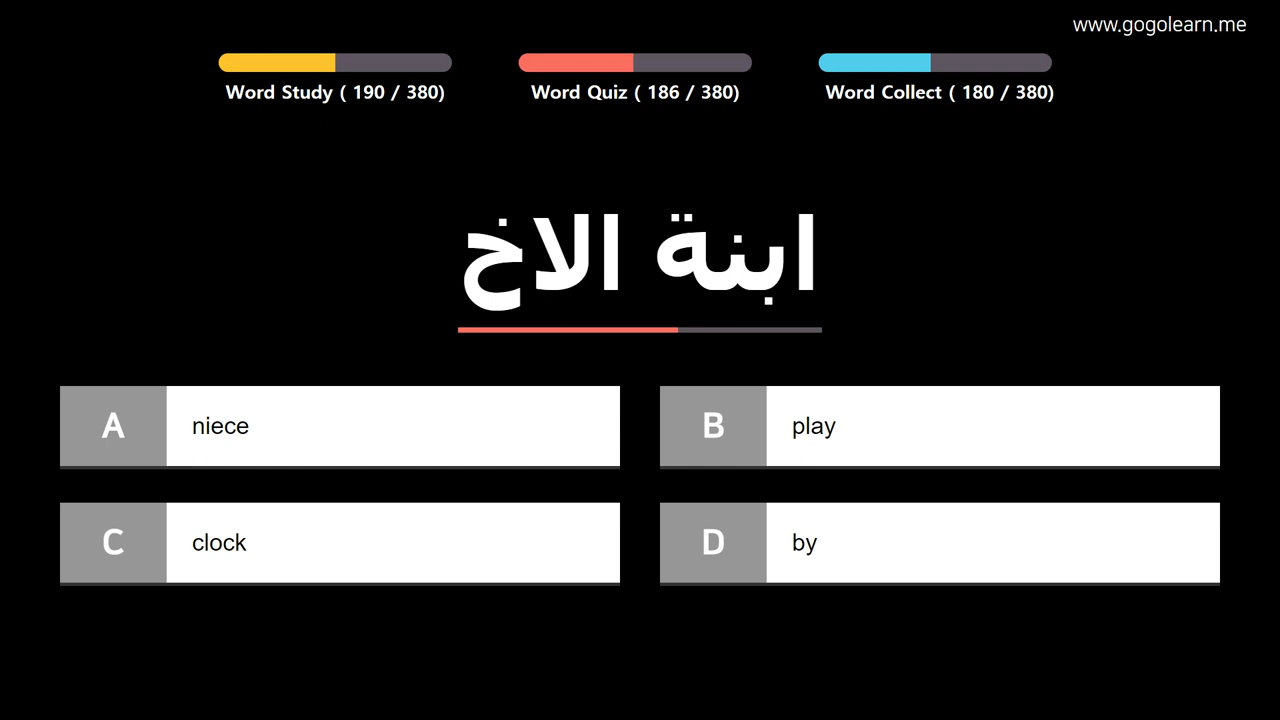 www.gogolearn.me
Word Study ( 190 / 380)
Word Quiz ( 186 / 380)
Word Collect ( 180 / 380)
ابنة الاخ
A niece
B play
C clock
D by